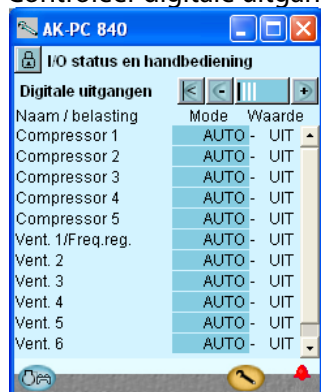 Controleer digitale uitgan
AK-PC 840
I/O status en handbediening
Digitale uitgangen
Naam / belasting Mode Waarde
Compressor 1 AUTO - UIT
Compressor 2 AUTO - UIT
Compressor 3 AUTO - UIT
Compressor 4 AUTO - UIT
Compressor 5 AUTO - UIT
Vent. 1/Freq.reg. AUTO - UIT
Vent. 2 AUTO - UIT
Vent. 3 AUTO - UIT
Vent. 4 AUTO - UIT
Vent. 5 AUTO - UIT
Vent. 6 AUTO - UIT